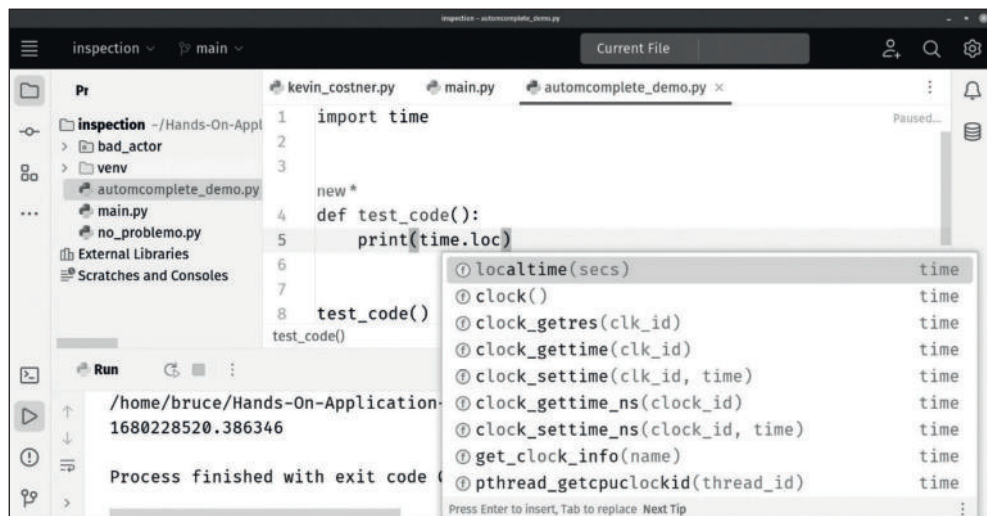 inspection – automcomplete_demo.py
inspection
main
Current File
Pr
kevin_costner.py
main.py
automcomplete_demo.py
Paused...
inspection ~/Hands-On-Appl
bad_actor
venv
automcomplete_demo.py
main.py
no_problemo.py
External Libraries
Scratches and Consoles
1 import time
2
3
new *
4 def test_code():
5 print(time.loc)
6
7
8 test_code()
test_code()
localtime(secs) time
clock() time
clock_getres(clk_id) time
clock_gettime(clk_id) time
clock_settime(clk_id, time) time
clock_gettime_ns(clock_id) time
clock_settime_ns(clock_id, time) time
get_clock_info(name) time
pthread_getcpuclockid(thread_id) time
Press Enter to insert, Tab to replace Next Tip
Run
/home/bruce/Hands-On-Application-
1680228520.386346
Process finished with exit code